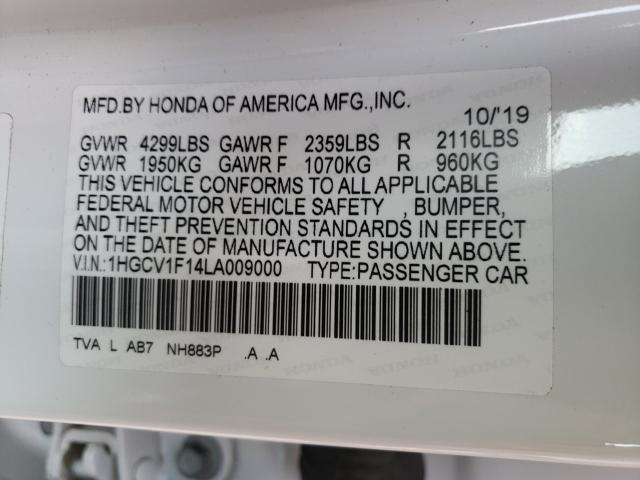 MFD.BY HONDA OF AMERICA MFG.,INC. 10/'19
GVWR 4299LBS GAWR F 2359LBS R 2116LBS
GVWR 1950KG GAWR F 1070KG R 960KG
THIS VEHICLE CONFORMS TO ALL APPLICABLE
FEDERAL MOTOR VEHICLE SAFETY , BUMPER,
AND THEFT PREVENTION STANDARDS IN EFFECT
ON THE DATE OF MANUFACTURE SHOWN ABOVE.
V.I.N.:1HGCV1F14LA009000 TYPE:PASSENGER CAR
TVA L AB7 NH883P .A .A